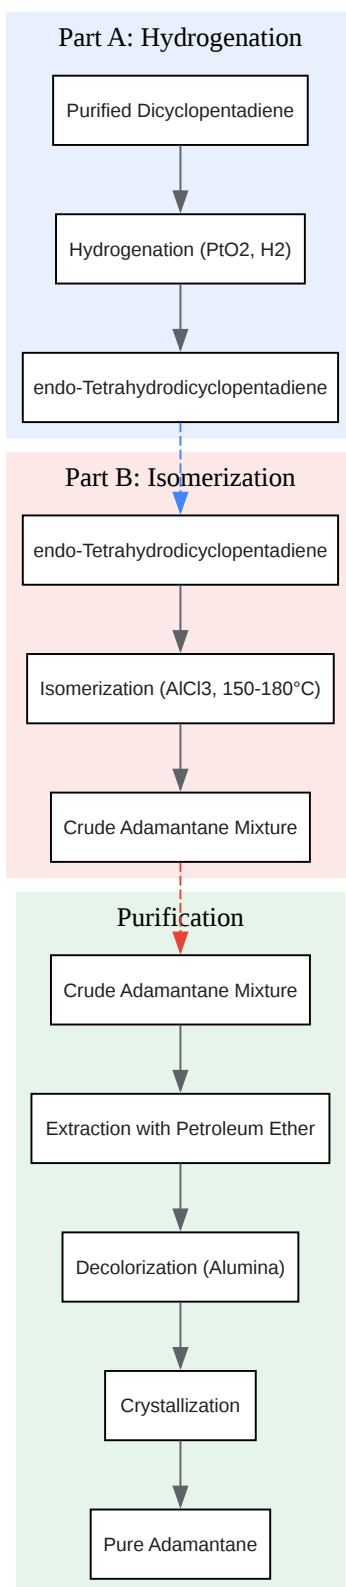 Part A: Hydrogenation
Purified Dicyclopentadiene
Hydrogenation (PtO2, H2)
endo-Tetrahydrodicyclopentadiene
Part B: Isomerization
endo-Tetrahydrodicyclopentadiene
Isomerization (AlCl3, 150-180°C)
Crude Adamantane Mixture
Purification
Crude Adamantane Mixture
Extraction with Petroleum Ether
Decolorization (Alumina)
Crystallization
Pure Adamantane